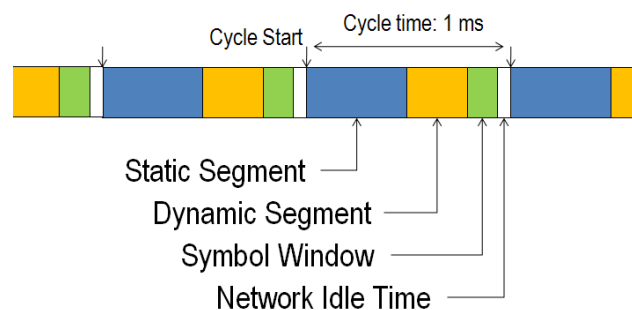 Cycle Start
Cycle time: 1 ms
Static Segment
Dynamic Segment
Symbol Window
Network Idle Time